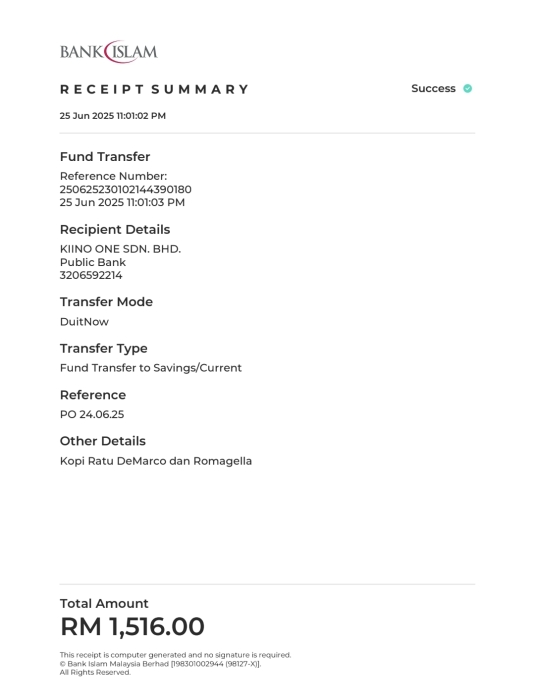 BANK ISLAM
RECEIPT SUMMARY
Success
25 Jun 2025 11:01:02 PM
Fund Transfer
Reference Number:
250625230102144390180
25 Jun 2025 11:01:03 PM
Recipient Details
KIINO ONE SDN. BHD.
Public Bank
3206592214
Transfer Mode
DuitNow
Transfer Type
Fund Transfer to Savings/Current
Reference
PO 24.06.25
Other Details
Kopi Ratu DeMarco dan Romagella
Total Amount
RM 1,516.00
This receipt is computer generated and no signature is required.
© Bank Islam Malaysia Berhad [198301002944 (98127-X)].
All Rights Reserved.